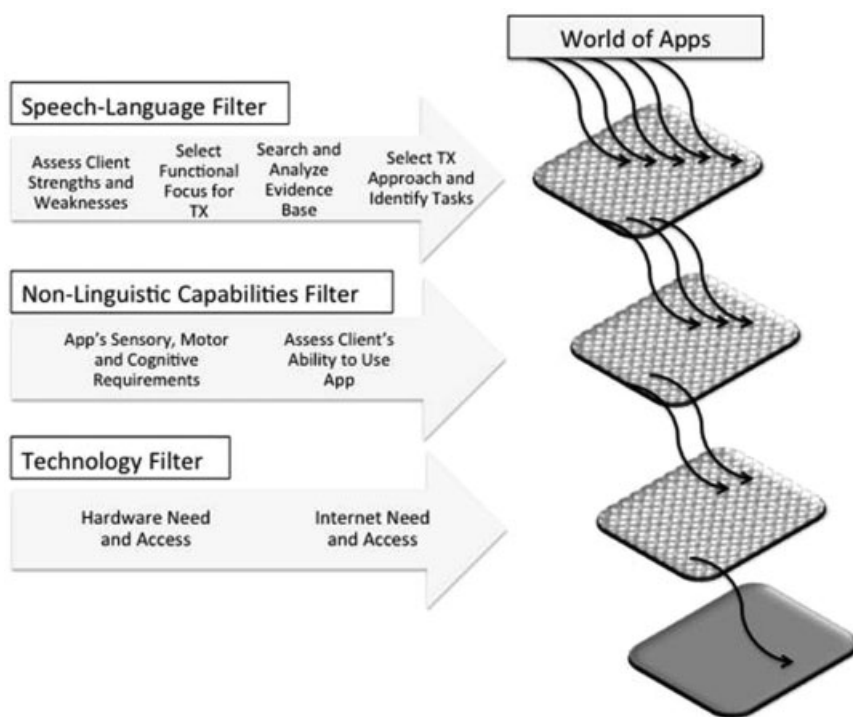 World of Apps
Speech-Language Filter
Assess Client
Strengths and
Weaknesses
Select
Functional
Focus for
TX
Search and
Analyze
Evidence
Base
Select TX
Approach and
Identify Tasks
Non-Linguistic Capabilities Filter
App's Sensory, Motor
and Cognitive
Requirements
Assess Client's
Ability to Use
App
Technology Filter
Hardware Need
and Access
Internet Need
and Access